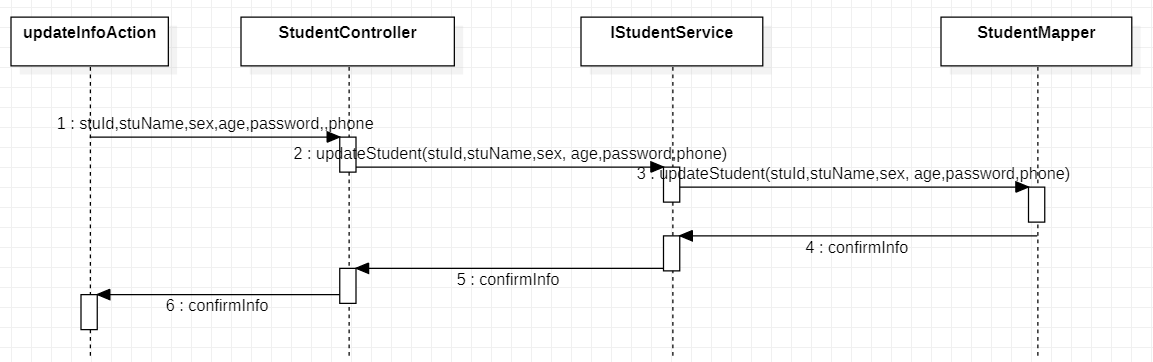 updateInfoAction
StudentController
IStudentService
StudentMapper
1 : stuId,stuName,sex,age,password,,phone
2 : updateStudent(stuId,stuName,sex, age,password,phone)
3 : updateStudent(stuId,stuName,sex, age,password,phone)
4 : confirmInfo
5 : confirmInfo
6 : confirmInfo